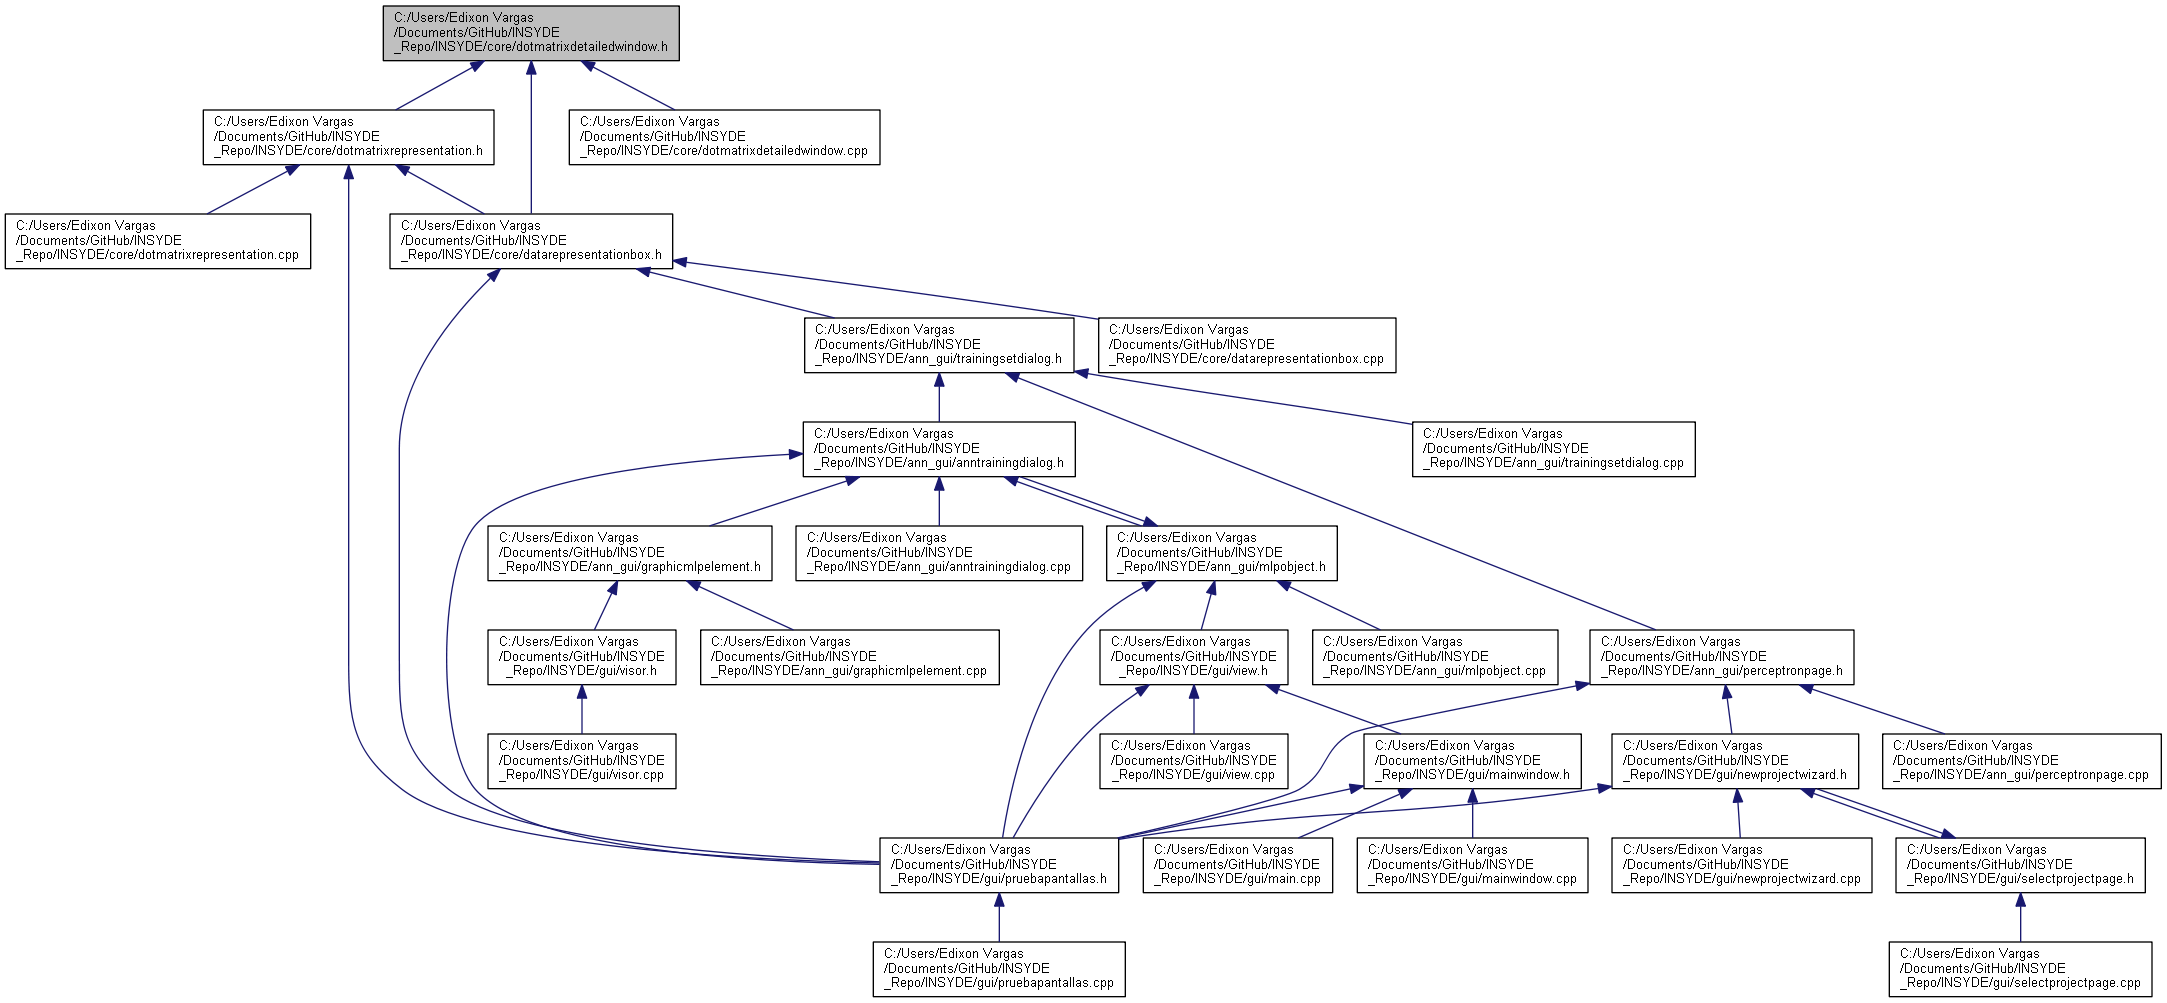 C:/Users/Edixon Vargas
/Documents/GitHub/INSYDE
_Repo/INSYDE/core/dotmatrixdetailedwindow.h
C:/Users/Edixon Vargas
/Documents/GitHub/INSYDE
_Repo/INSYDE/core/dotmatrixrepresentation.h
C:/Users/Edixon Vargas
/Documents/GitHub/INSYDE
_Repo/INSYDE/core/dotmatrixdetailedwindow.cpp
C:/Users/Edixon Vargas
/Documents/GitHub/INSYDE
_Repo/INSYDE/core/dotmatrixrepresentation.cpp
C:/Users/Edixon Vargas
/Documents/GitHub/INSYDE
_Repo/INSYDE/core/datarepresentationbox.h
C:/Users/Edixon Vargas
/Documents/GitHub/INSYDE
_Repo/INSYDE/ann_gui/trainingsetdialog.h
C:/Users/Edixon Vargas
/Documents/GitHub/INSYDE
_Repo/INSYDE/core/datarepresentationbox.cpp
C:/Users/Edixon Vargas
/Documents/GitHub/INSYDE
_Repo/INSYDE/ann_gui/anntrainingdialog.h
C:/Users/Edixon Vargas
/Documents/GitHub/INSYDE
_Repo/INSYDE/ann_gui/trainingsetdialog.cpp
C:/Users/Edixon Vargas
/Documents/GitHub/INSYDE
_Repo/INSYDE/ann_gui/graphicmlpelement.h
C:/Users/Edixon Vargas
/Documents/GitHub/INSYDE
_Repo/INSYDE/ann_gui/anntrainingdialog.cpp
C:/Users/Edixon Vargas
/Documents/GitHub/INSYDE
_Repo/INSYDE/ann_gui/mlpobject.h
C:/Users/Edixon Vargas
/Documents/GitHub/INSYDE
_Repo/INSYDE/gui/visor.h
C:/Users/Edixon Vargas
/Documents/GitHub/INSYDE
_Repo/INSYDE/ann_gui/graphicmlpelement.cpp
C:/Users/Edixon Vargas
/Documents/GitHub/INSYDE
_Repo/INSYDE/gui/view.h
C:/Users/Edixon Vargas
/Documents/GitHub/INSYDE
_Repo/INSYDE/ann_gui/mlpobject.cpp
C:/Users/Edixon Vargas
/Documents/GitHub/INSYDE
_Repo/INSYDE/ann_gui/perceptronpage.h
C:/Users/Edixon Vargas
/Documents/GitHub/INSYDE
_Repo/INSYDE/gui/visor.cpp
C:/Users/Edixon Vargas
/Documents/GitHub/INSYDE
_Repo/INSYDE/gui/view.cpp
C:/Users/Edixon Vargas
/Documents/GitHub/INSYDE
_Repo/INSYDE/gui/mainwindow.h
C:/Users/Edixon Vargas
/Documents/GitHub/INSYDE
_Repo/INSYDE/gui/newprojectwizard.h
C:/Users/Edixon Vargas
/Documents/GitHub/INSYDE
_Repo/INSYDE/ann_gui/perceptronpage.cpp
C:/Users/Edixon Vargas
/Documents/GitHub/INSYDE
_Repo/INSYDE/gui/pruebapantallas.h
C:/Users/Edixon Vargas
/Documents/GitHub/INSYDE
_Repo/INSYDE/gui/main.cpp
C:/Users/Edixon Vargas
/Documents/GitHub/INSYDE
_Repo/INSYDE/gui/mainwindow.cpp
C:/Users/Edixon Vargas
/Documents/GitHub/INSYDE
_Repo/INSYDE/gui/newprojectwizard.cpp
C:/Users/Edixon Vargas
/Documents/GitHub/INSYDE
_Repo/INSYDE/gui/selectprojectpage.h
C:/Users/Edixon Vargas
/Documents/GitHub/INSYDE
_Repo/INSYDE/gui/pruebapantallas.cpp
C:/Users/Edixon Vargas
/Documents/GitHub/INSYDE
_Repo/INSYDE/gui/selectprojectpage.cpp